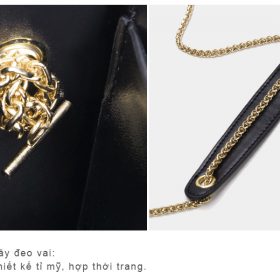 ây đeo vai:
hiết kế tỉ mỹ, hợp thời trang.